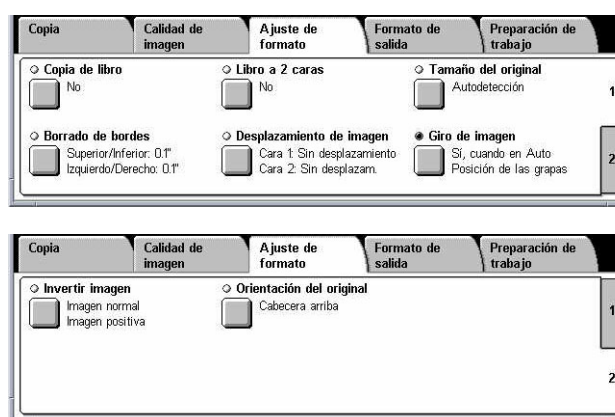 Copia
Calidad de
imagen
Ajuste de
formato
Formato de
salida
Preparación de
trabajo
Copia de libro
No
Libro a 2 caras
No
Tamaño del original
Autodetección
1
Borrado de bordes
Superior/Inferior: 0.1"
Izquierdo/Derecho: 0.1"
Desplazamiento de imagen
Cara 1: Sin desplazamiento
Cara 2: Sin desplazam.
Giro de imagen
Sí, cuando en Auto
Posición de las grapas
2
Copia
Calidad de
imagen
Ajuste de
formato
Formato de
salida
Preparación de
trabajo
Invertir imagen
Imagen normal
Imagen positiva
Orientación del original
Cabecera arriba
1
2